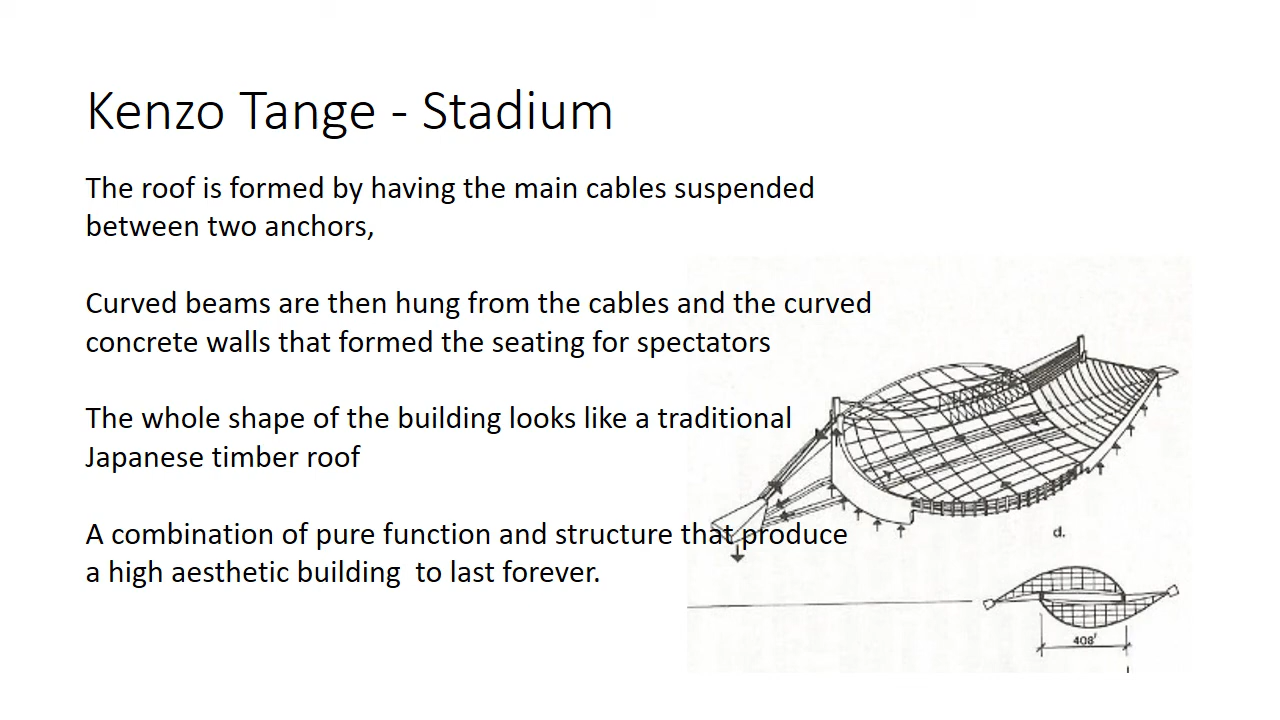 Kenzo Tange - Stadium
The roof is formed by having the main cables suspended
between two anchors,
Curved beams are then hung from the cables and the curved
concrete walls that formed the seating for spectators
The whole shape of the building looks like a traditional
Japanese timber roof
A combination of pure function and structure that produce
a high aesthetic building  to last forever.
d.
408'